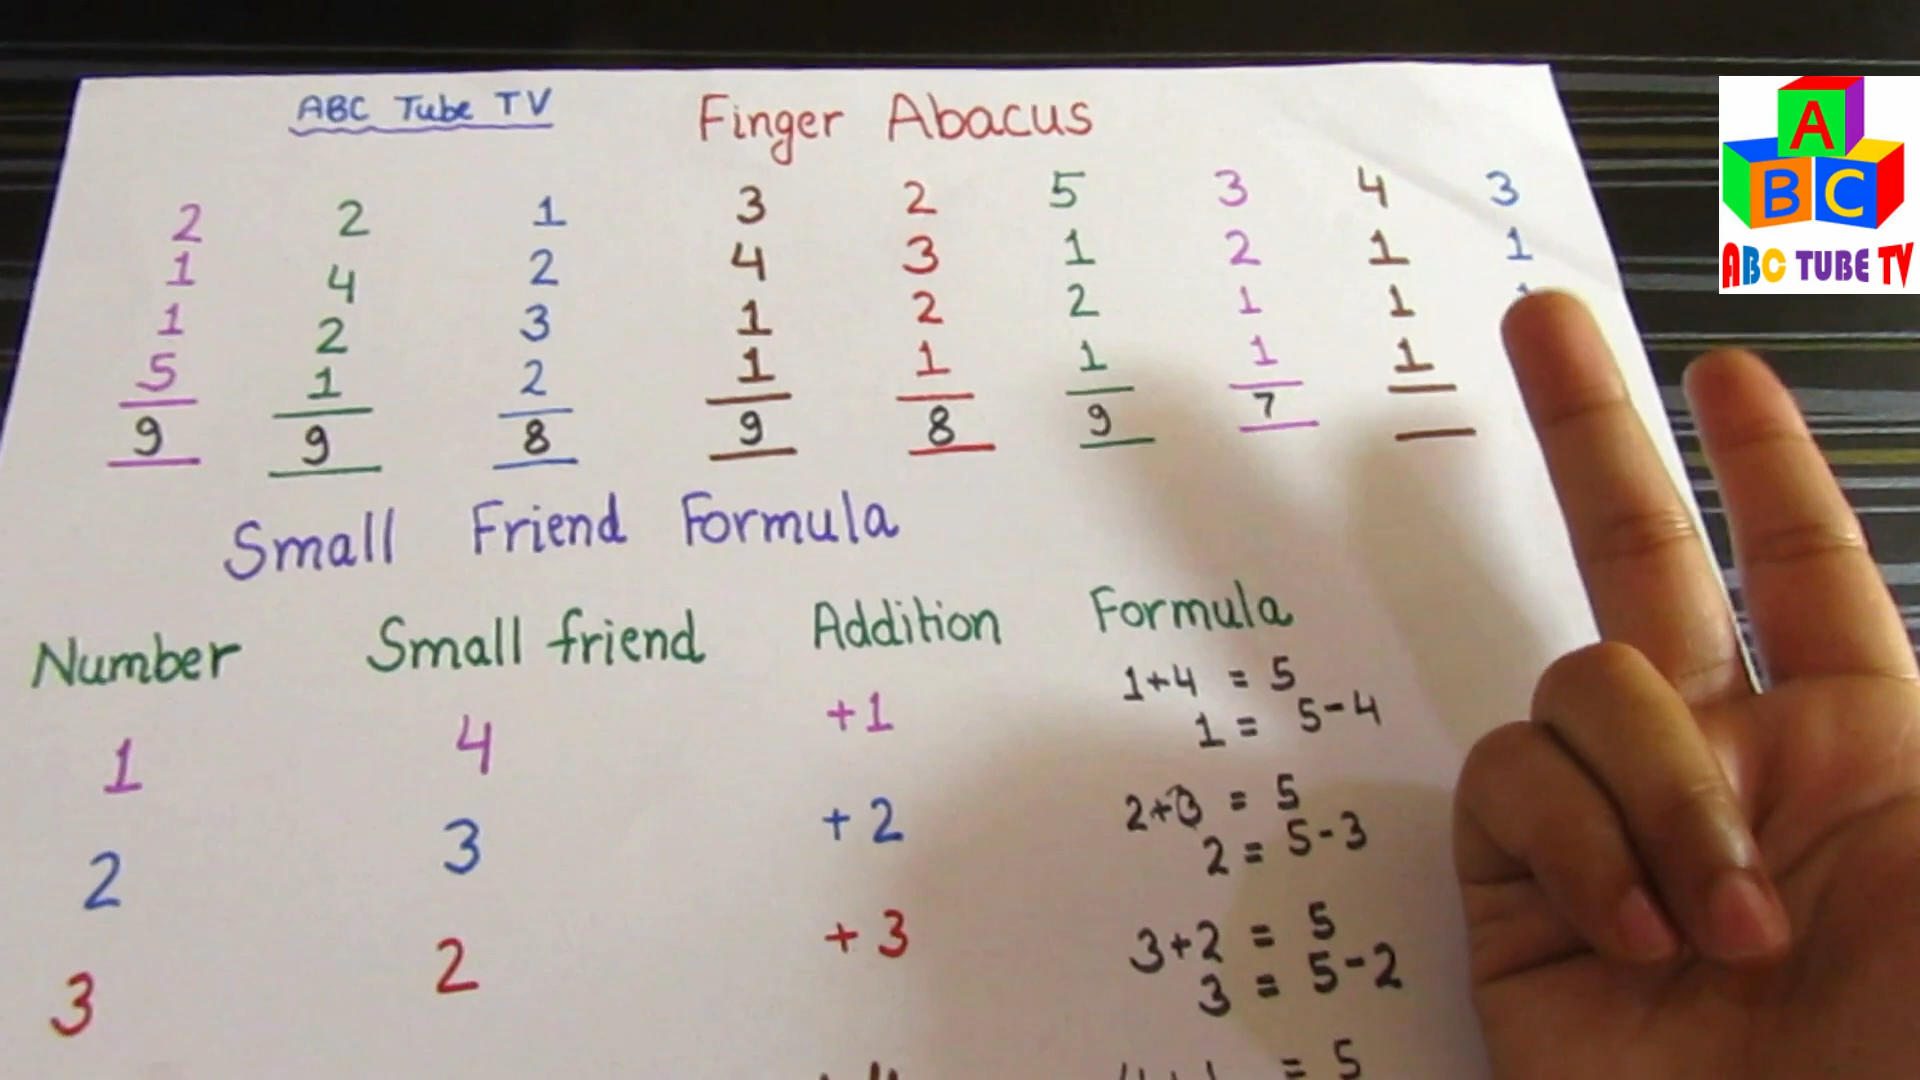 ABC Tube TV Finger Abacus
2 2 1 3 2 5 3 4 3
1 4 2 4 3 1 2 1 1
1 2 3 1 2 2 1 1
5 1 2 1 1 1 1 1
9 9 8 9 8 9 7
Small Friend Formula
Number Small friend Addition Formula
1 4 +1 1+4 = 5
1 = 5-4
2 3 +2 2+3 = 5
2 = 5-3
3 2 +3 3+2 = 5
3 = 5-2
= 5
A
B C
ABC TUBE TV